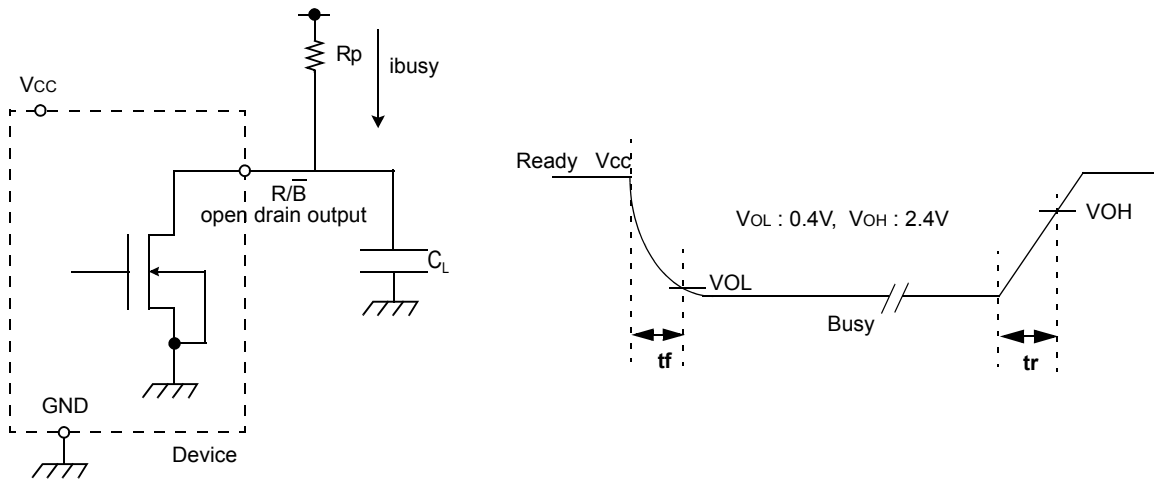 Rp
ibusy
VCC
R/B̅
open drain output
CL
GND
Device
Ready Vcc
VOL : 0.4V, VOH : 2.4V
VOH
VOL
Busy
tf
tr